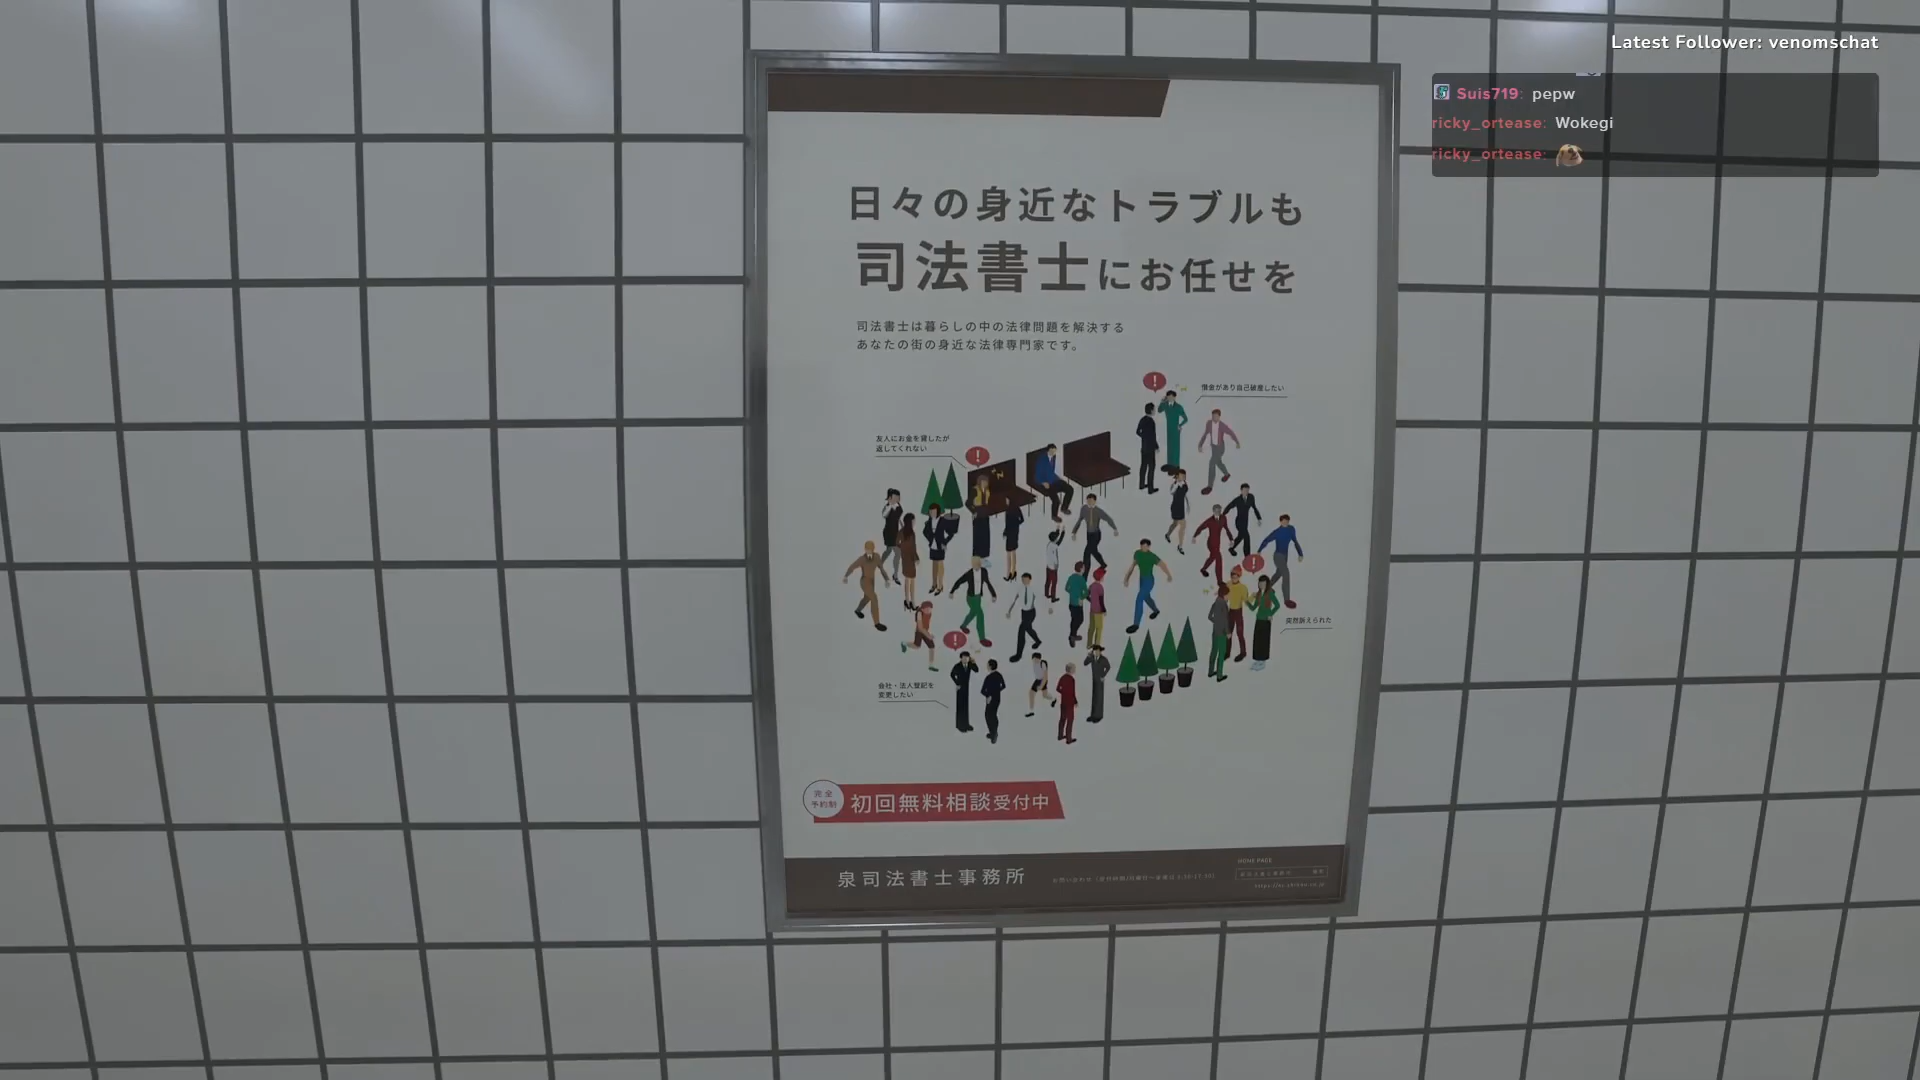 Latest Follower: venomschat
Suis719: pepw
ricky_ortease: Wokegi
ricky_ortease:
日々の身近なトラブルも
司法書士にお任せを
司法書士は暮らしの中の法律問題を解決する
あなたの街の身近な法律専門家です。
借金があり自己破産したい
友人にお金を貸したが
返してくれない
突然訴えられた
会社・法人登記を
変更したい
完全
予約制
初回無料相談受付中
泉司法書士事務所
HOME PAGE